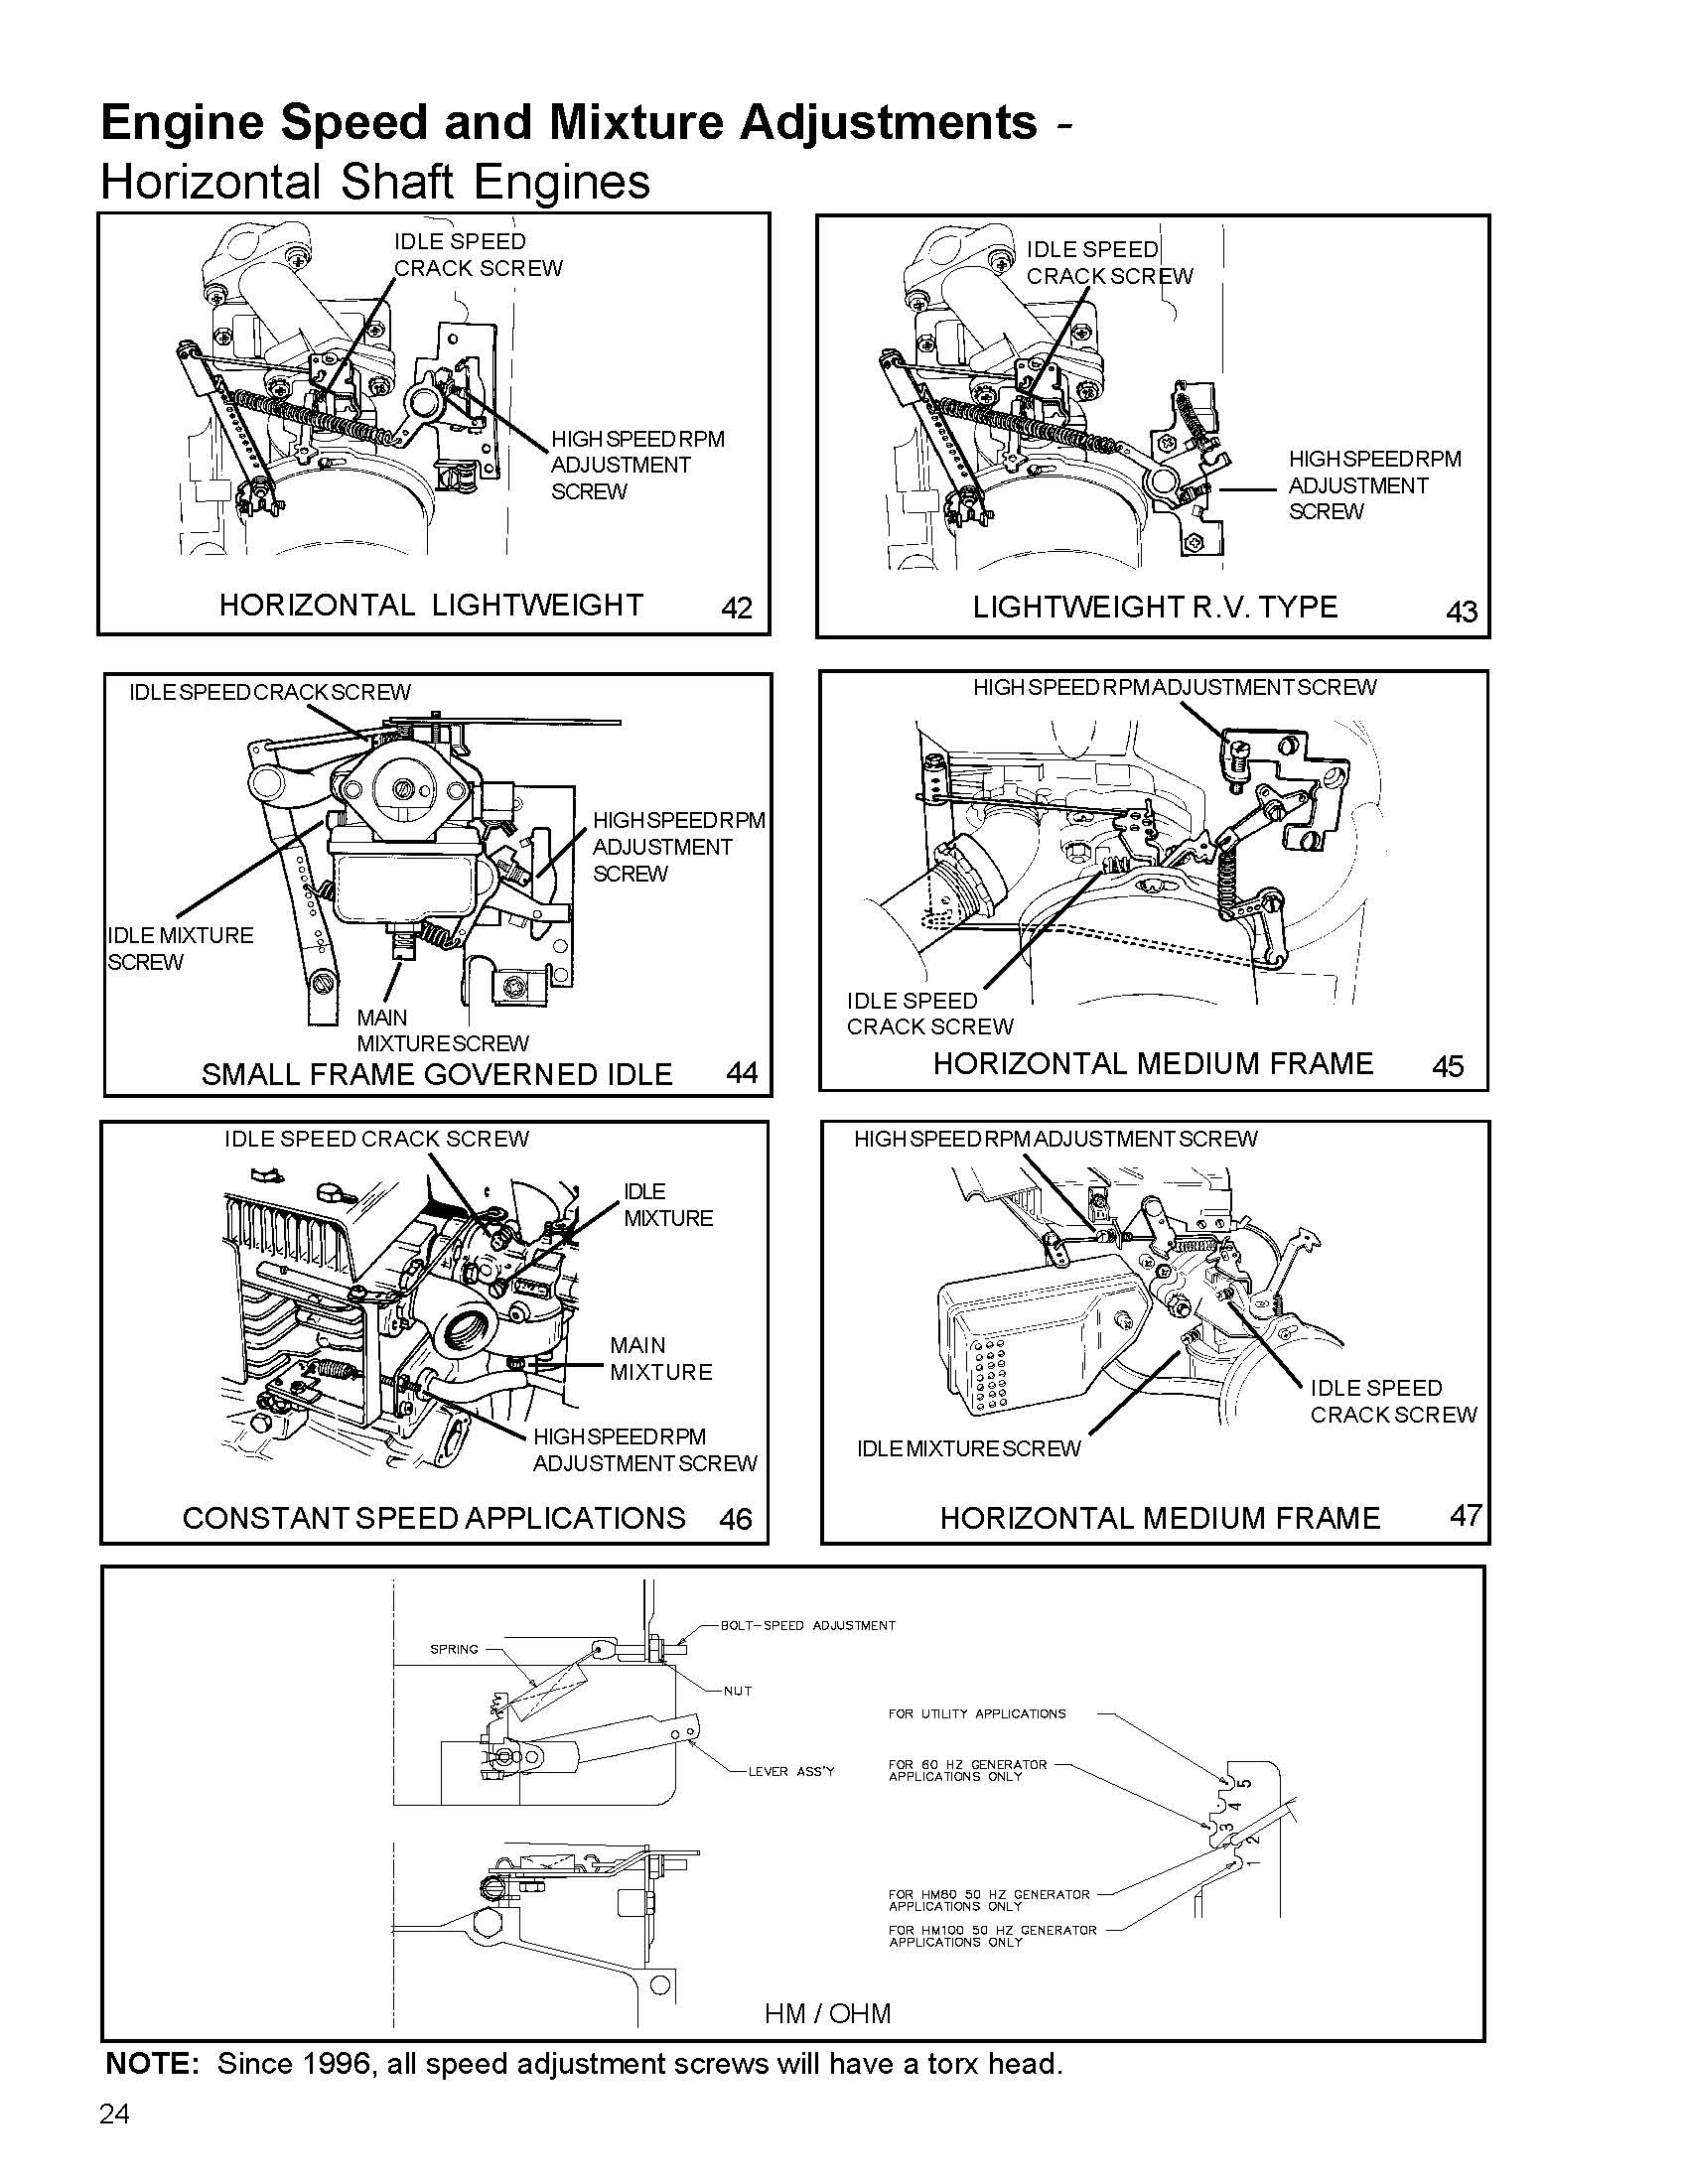 Engine Speed and Mixture Adjustments -
Horizontal Shaft Engines
IDLE SPEED
CRACK SCREW
HIGH SPEED RPM
ADJUSTMENT
SCREW
HORIZONTAL LIGHTWEIGHT 42
IDLE SPEED
CRACK SCREW
HIGH SPEED RPM
ADJUSTMENT
SCREW
LIGHTWEIGHT R.V. TYPE 43
IDLE SPEED CRACK SCREW
HIGH SPEED RPM
ADJUSTMENT
SCREW
IDLE MIXTURE
SCREW
MAIN
MIXTURE SCREW
SMALL FRAME GOVERNED IDLE 44
HIGH SPEED RPM ADJUSTMENT SCREW
IDLE SPEED
CRACK SCREW
HORIZONTAL MEDIUM FRAME 45
IDLE SPEED CRACK SCREW
IDLE
MIXTURE
MAIN
MIXTURE
HIGH SPEED RPM
ADJUSTMENT SCREW
CONSTANT SPEED APPLICATIONS 46
HIGH SPEED RPM ADJUSTMENT SCREW
IDLE SPEED
CRACK SCREW
IDLE MIXTURE SCREW
HORIZONTAL MEDIUM FRAME 47
BOLT-SPEED ADJUSTMENT
SPRING
NUT
LEVER ASS'Y
FOR UTILITY APPLICATIONS
FOR 60 HZ GENERATOR
APPLICATIONS ONLY
5
4
3
2
1
FOR HM80 50 HZ GENERATOR
APPLICATIONS ONLY
FOR HM100 50 HZ GENERATOR
APPLICATIONS ONLY
HM / OHM
NOTE: Since 1996, all speed adjustment screws will have a torx head.
24